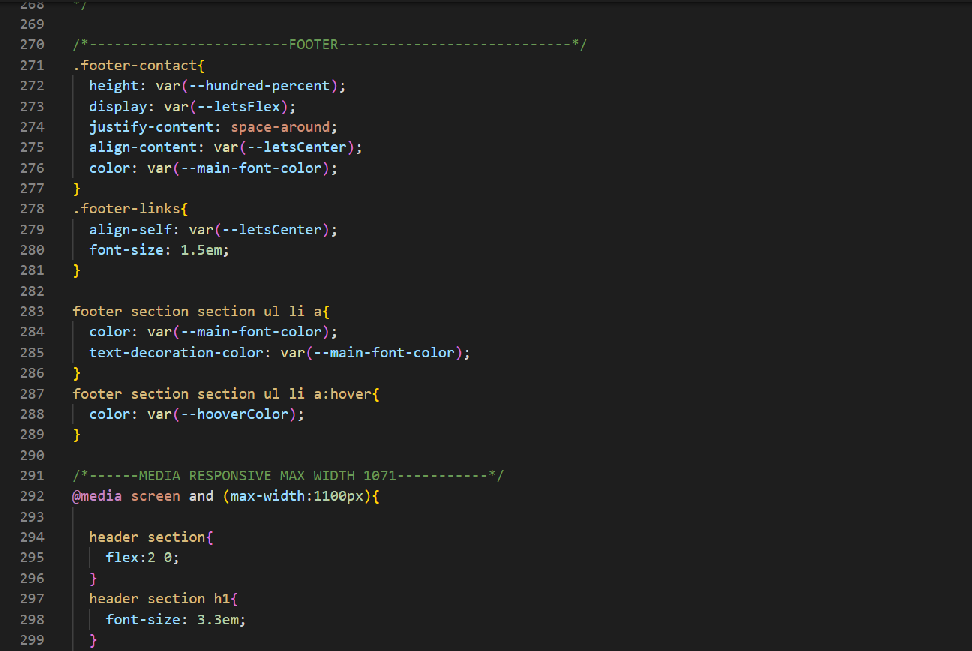 268 */
269
270 /*------------------------FOOTER----------------------------*/
271 .footer-contact{
272 height: var(--hundred-percent);
273 display: var(--letsFlex);
274 justify-content: space-around;
275 align-content: var(--letsCenter);
276 color: var(--main-font-color);
277 }
278 .footer-links{
279 align-self: var(--letsCenter);
280 font-size: 1.5em;
281 }
282
283 footer section section ul li a{
284 color: var(--main-font-color);
285 text-decoration-color: var(--main-font-color);
286 }
287 footer section section ul li a:hover{
288 color: var(--hooverColor);
289 }
290
291 /*------MEDIA RESPONSIVE MAX WIDTH 1071-----------*/
292 @media screen and (max-width:1100px){
293
294 header section{
295 flex:2 0;
296 }
297 header section h1{
298 font-size: 3.3em;
299 }